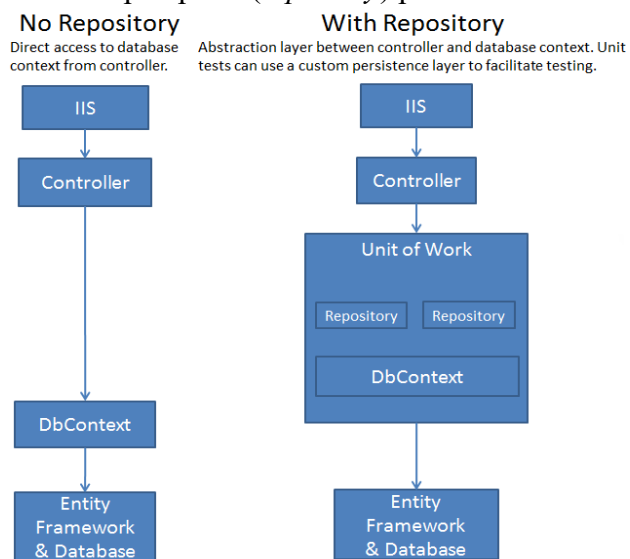 No Repository
Direct access to database
context from controller.
IIS
Controller
DbContext
Entity
Framework
& Database
With Repository
Abstraction layer between controller and database context. Unit
tests can use a custom persistence layer to facilitate testing.
IIS
Controller
Unit of Work
Repository
Repository
DbContext
Entity
Framework
& Database